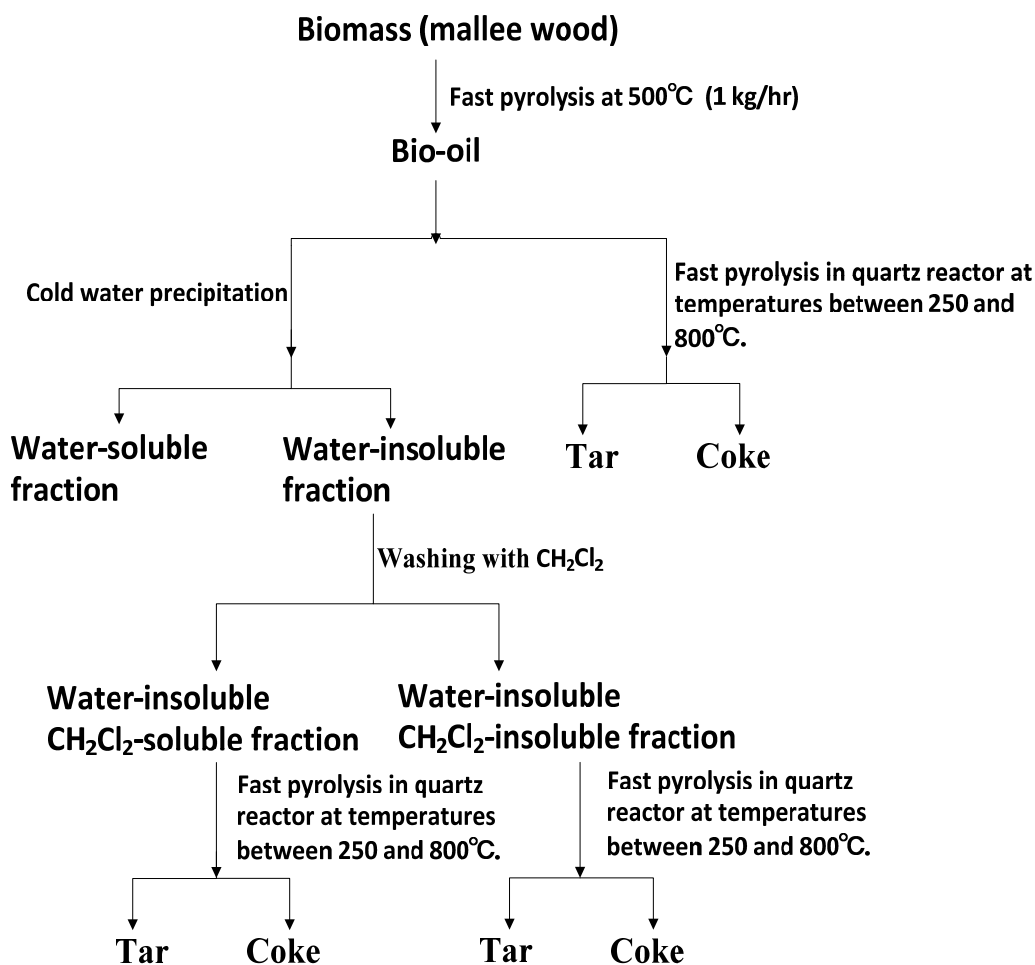 Biomass (mallee wood)
Fast pyrolysis at 500℃ (1 kg/hr)
Bio-oil
Cold water precipitation
Fast pyrolysis in quartz reactor at
temperatures between 250 and
800℃.
Water-soluble
fraction
Water-insoluble
fraction
Tar
Coke
Washing with CH₂Cl₂
Water-insoluble
CH₂Cl₂-soluble fraction
Water-insoluble
CH₂Cl₂-insoluble fraction
Fast pyrolysis in quartz
reactor at temperatures
between 250 and 800℃.
Fast pyrolysis in quartz
reactor at temperatures
between 250 and 800℃.
Tar
Coke
Tar
Coke